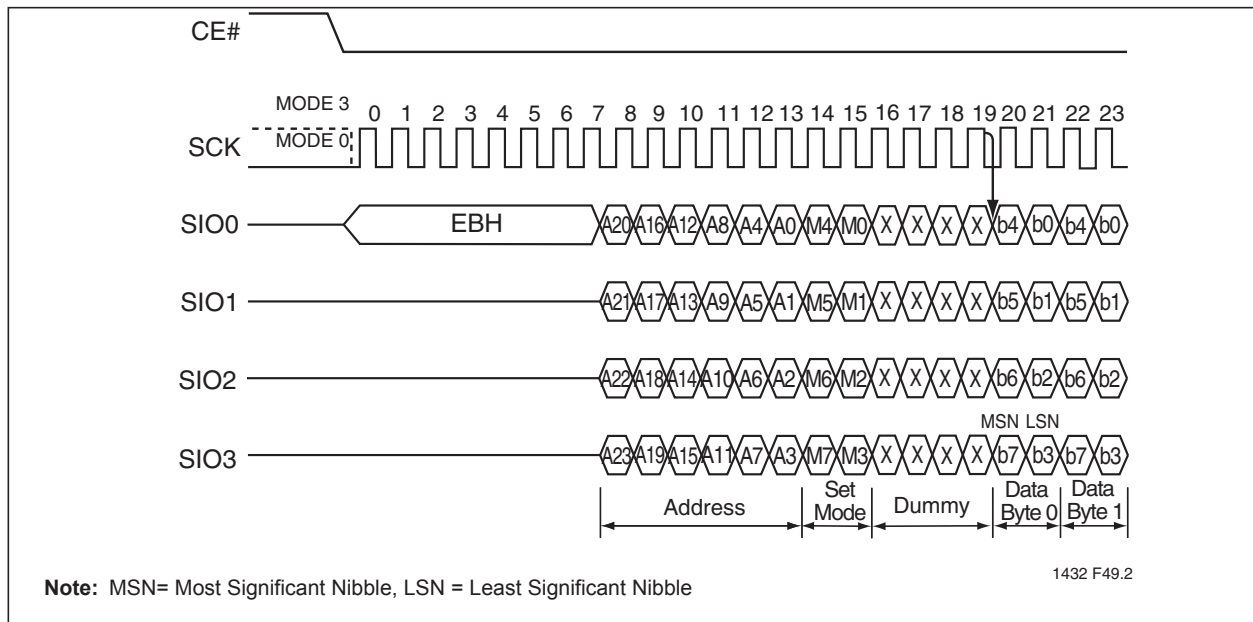 CE#
MODE 3
0 1 2 3 4 5 6 7 8 9 10 11 12 13 14 15 16 17 18 19 20 21 22 23
SCK
MODE 0
SIO0 EBH A20 A16 A12 A8 A4 A0 M4 M0 X X X X b4 b0 b4 b0
SIO1 A21 A17 A13 A9 A5 A1 M5 M1 X X X X b5 b1 b5 b1
SIO2 A22 A18 A14 A10 A6 A2 M6 M2 X X X X b6 b2 b6 b2
MSN LSN
SIO3 A23 A19 A15 A11 A7 A3 M7 M3 X X X X b7 b3 b7 b3
Address
Set
Mode
Dummy
Data
Byte 0
Data
Byte 1
1432 F49.2
Note: MSN= Most Significant Nibble, LSN = Least Significant Nibble